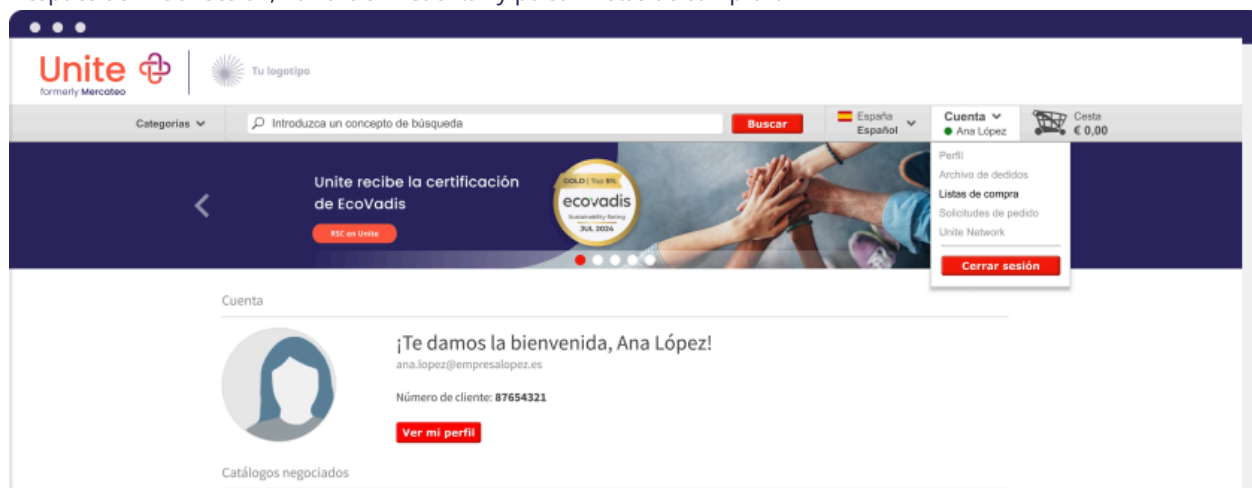 Unite
formerly Mercateo
Tu logotipo
Categorías
Introduzca un concepto de búsqueda
Buscar
España
Español
Cuenta
Ana López
Cesta
€ 0,00
Perfil
Archivo de dedidos
Listas de compra
Solicitudes de pedido
Unite Network
Cerrar sesión
Unite recibe la certificación
de EcoVadis
RSC en Unite
GOLD | Top 5%
ecovadis
Sustainability Rating
JUL 2024
Cuenta
¡Te damos la bienvenida, Ana López!
ana.lopez@empresalopez.es
Número de cliente: 87654321
Ver mi perfil
Catálogos negociados